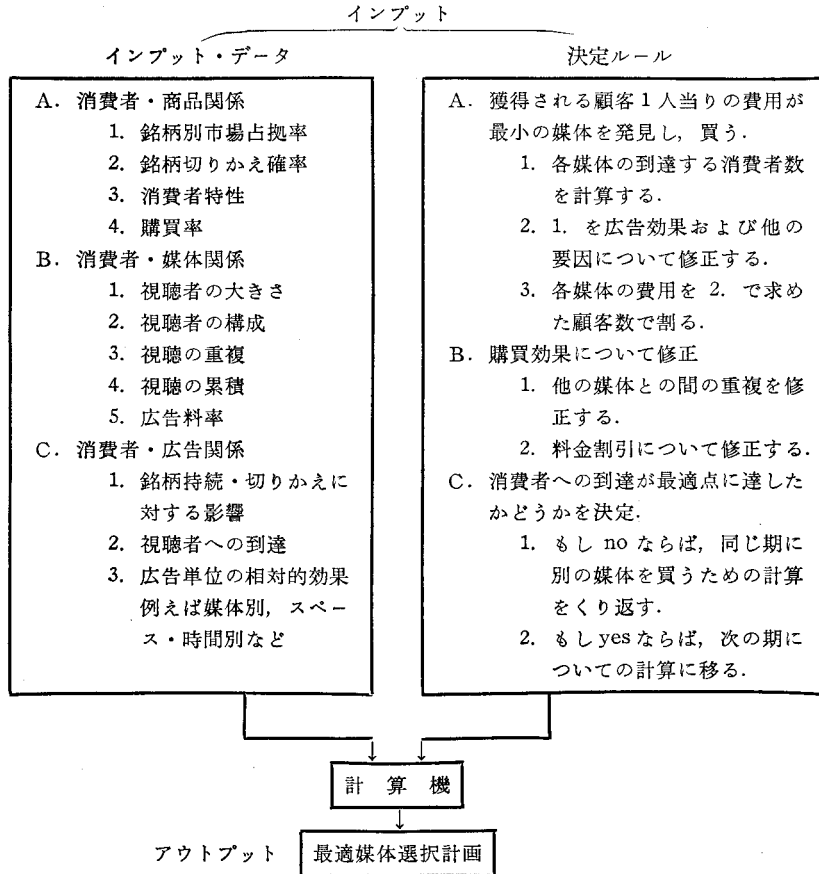 インプット
インプット・データ
A. 消費者・商品関係
1. 銘柄別市場占拠率
2. 銘柄切りかえ確率
3. 消費者特性
4. 購買率
B. 消費者・媒体関係
1. 視聴者の大きさ
2. 視聴者の構成
3. 視聴の重複
4. 視聴の累積
5. 広告料率
C. 消費者・広告関係
1. 銘柄持続・切りかえに
対する影響
2. 視聴者への到達
3. 広告単位の相対的効果
例えば媒体別, スペー
ス・時間別など
決定ルール
A. 獲得される顧客1人当りの費用が
最小の媒体を発見し, 買う.
1. 各媒体の到達する消費者数
を計算する.
2. 1. を広告効果および他の
要因について修正する.
3. 各媒体の費用を 2. で求め
た顧客数で割る.
B. 購買効果について修正
1. 他の媒体との間の重複を修
正する.
2. 料金割引について修正する.
C. 消費者への到達が最適点に達した
かどうかを決定.
1. もし no ならば, 同じ期に
別の媒体を買うための計算
をくり返す.
2. もし yes ならば, 次の期に
ついての計算に移る.
計 算 機
アウトプット 最適媒体選択計画